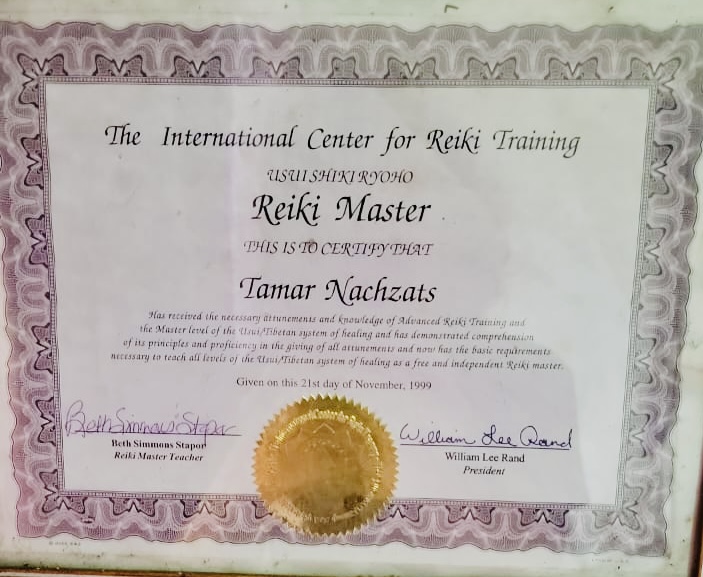 The International Center for Reiki Training
USUI SHIKI RYOHO
Reiki Master
THIS IS TO CERTIFY THAT
Tamar Nachzats
Has received the necessary attunements and knowledge of Advanced Reiki Training and
the Master level of the Usui/Tibetan system of healing and has demonstrated comprehension
of its principles and proficiency in the giving of all attunements and now has the basic requirements
necessary to teach all levels of the Usui/Tibetan system of healing as a free and independent Reiki master.
Given on this 21st day of November, 1999
Beth Simmons Stapor
Beth Simmons Stapor
Reiki Master Teacher
William Lee Rand
William Lee Rand
President